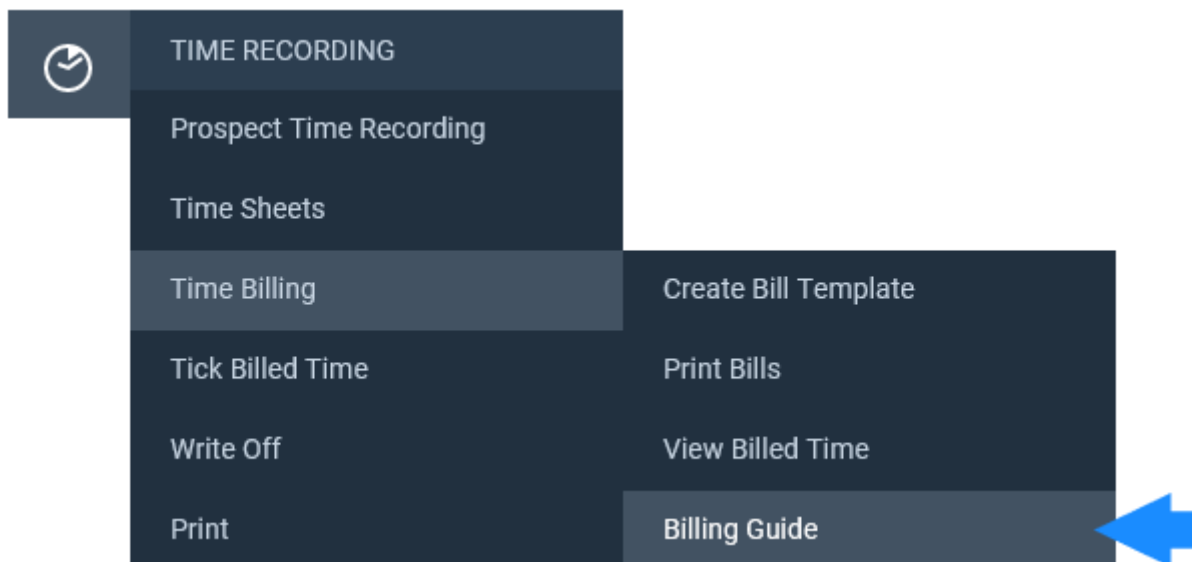 TIME RECORDING
Prospect Time Recording
Time Sheets
Time Billing
Tick Billed Time
Write Off
Print
Create Bill Template
Print Bills
View Billed Time
Billing Guide